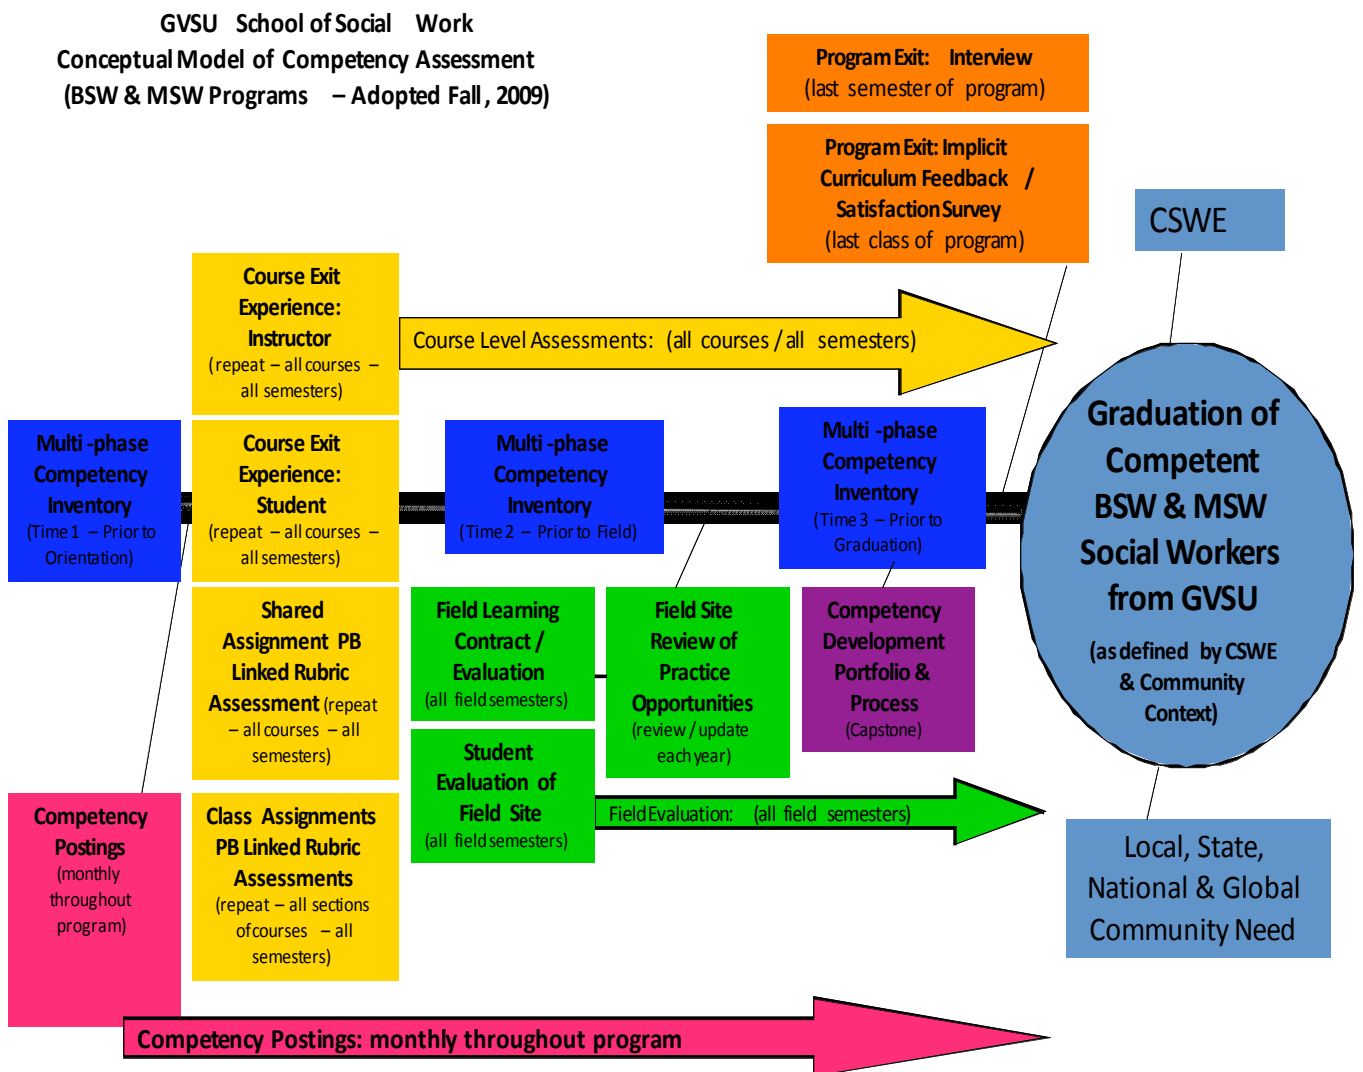 GVSU School of Social Work
Conceptual Model of Competency Assessment
(BSW & MSW Programs – Adopted Fall, 2009)
Program Exit: Interview
(last semester of program)
Program Exit: Implicit
Curriculum Feedback /
Satisfaction Survey
(last class of program)
CSWE
Course Exit
Experience:
Instructor
(repeat – all courses –
all semesters)
Course Level Assessments: (all courses / all semesters)
Multi -phase
Competency
Inventory
(Time 1 – Prior to
Orientation)
Course Exit
Experience:
Student
(repeat – all courses –
all semesters)
Multi -phase
Competency
Inventory
(Time 2 – Prior to Field)
Multi -phase
Competency
Inventory
(Time 3 – Prior to
Graduation)
Graduation of
Competent
BSW & MSW
Social Workers
from GVSU
(as defined by CSWE
& Community
Context)
Shared
Assignment PB
Linked Rubric
Assessment (repeat
– all courses – all
semesters)
Field Learning
Contract /
Evaluation
(all field semesters)
Field Site
Review of
Practice
Opportunities
(review / update
each year)
Competency
Development
Portfolio &
Process
(Capstone)
Student
Evaluation of
Field Site
(all field semesters)
Field Evaluation: (all field semesters)
Competency
Postings
(monthly
throughout
program)
Class Assignments
PB Linked Rubric
Assessments
(repeat – all sections
of courses – all
semesters)
Local, State,
National & Global
Community Need
Competency Postings: monthly throughout program